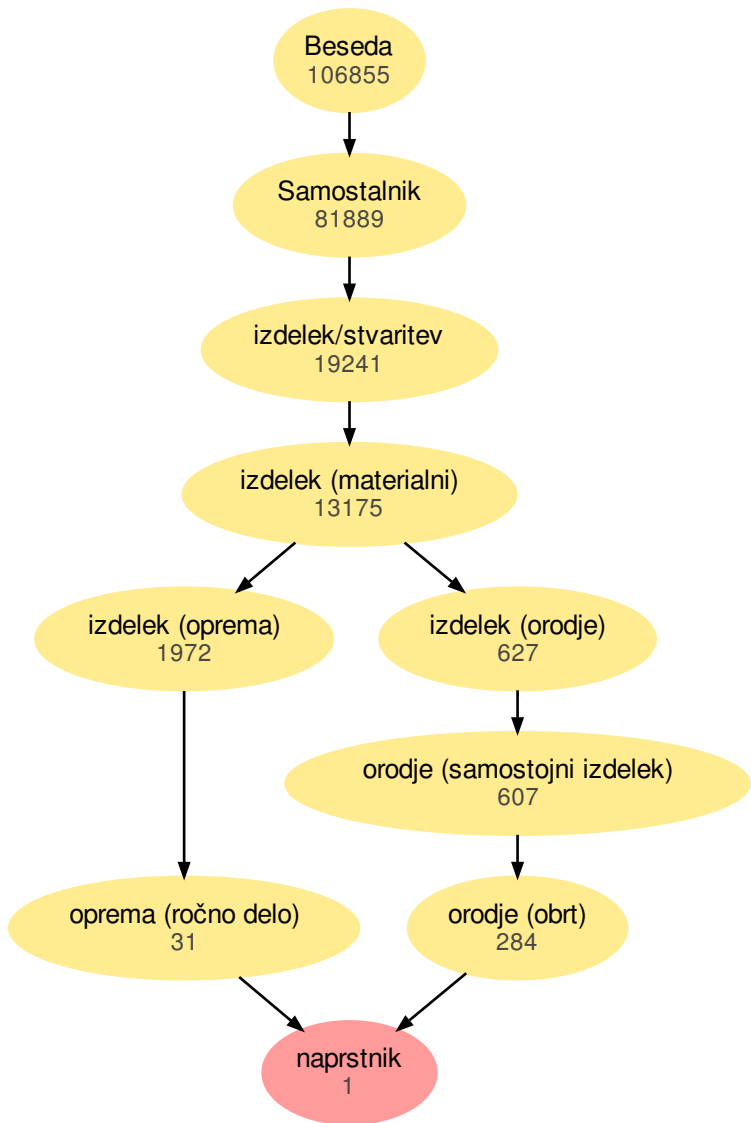 Beseda
106855
Samostalnik
81889
izdelek/stvaritev
19241
izdelek (materialni)
13175
izdelek (oprema)
1972
izdelek (orodje)
627
orodje (samostojni izdelek)
607
oprema (ročno delo)
31
orodje (obrt)
284
naprstnik
1